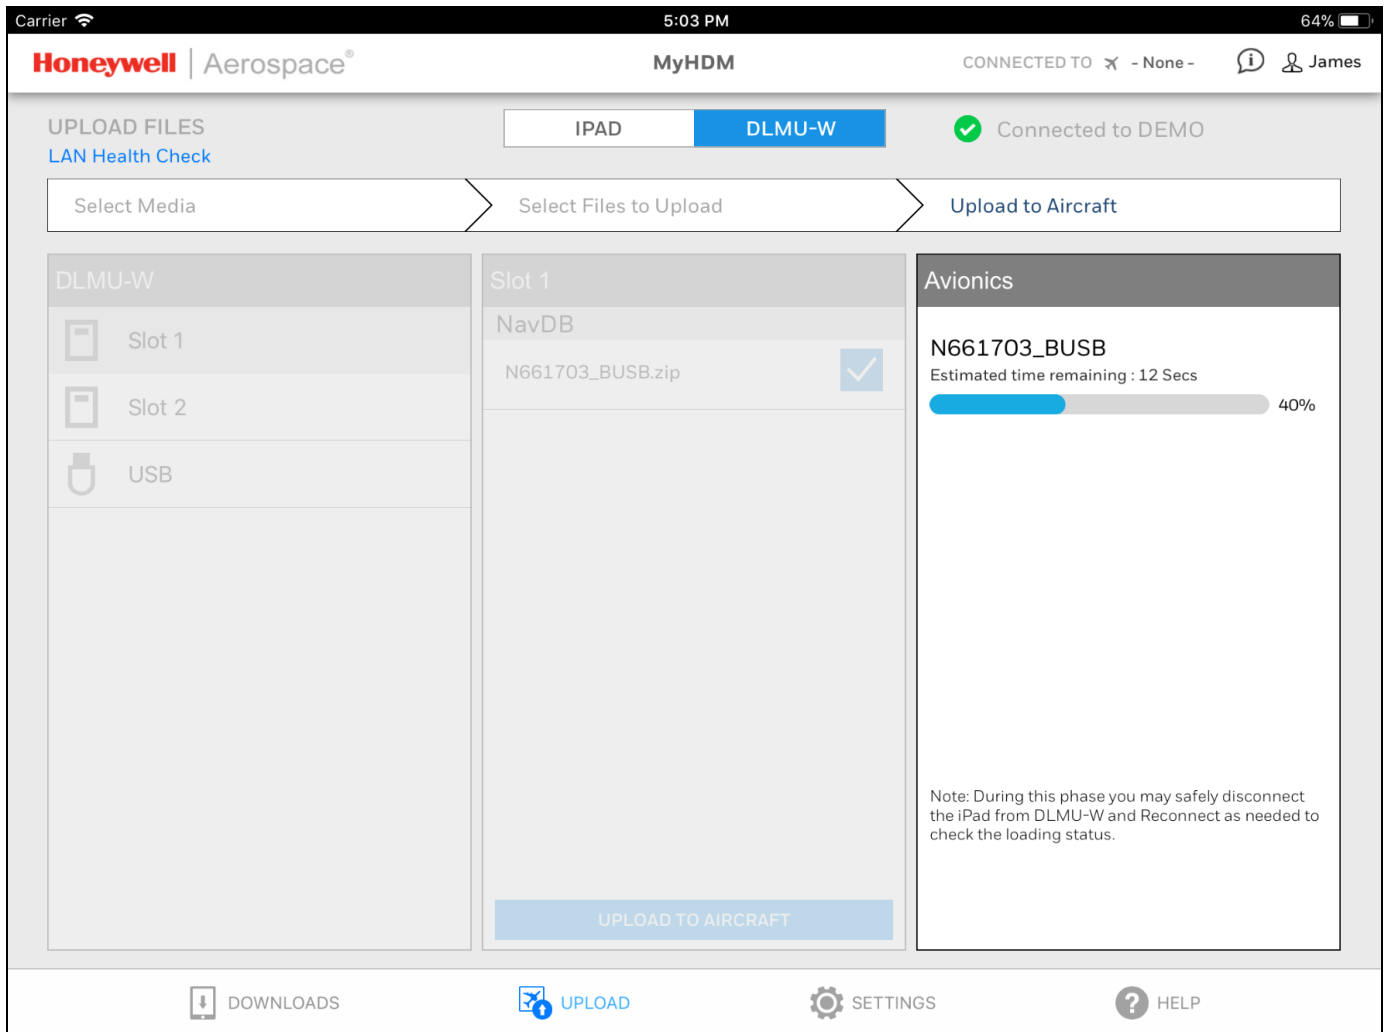 Carrier 5:03 PM 64%
Honeywell | Aerospace® MyHDM CONNECTED TO - None - James
UPLOAD FILES IPAD DLMU-W Connected to DEMO
LAN Health Check
Select Media Select Files to Upload Upload to Aircraft
DLMU-W
Slot 1
Slot 2
USB
Slot 1
NavDB
N661703_BUSB.zip
UPLOAD TO AIRCRAFT
Avionics
N661703_BUSB
Estimated time remaining : 12 Secs
40%
Note: During this phase you may safely disconnect
the iPad from DLMU-W and Reconnect as needed to
check the loading status.
DOWNLOADS UPLOAD SETTINGS HELP